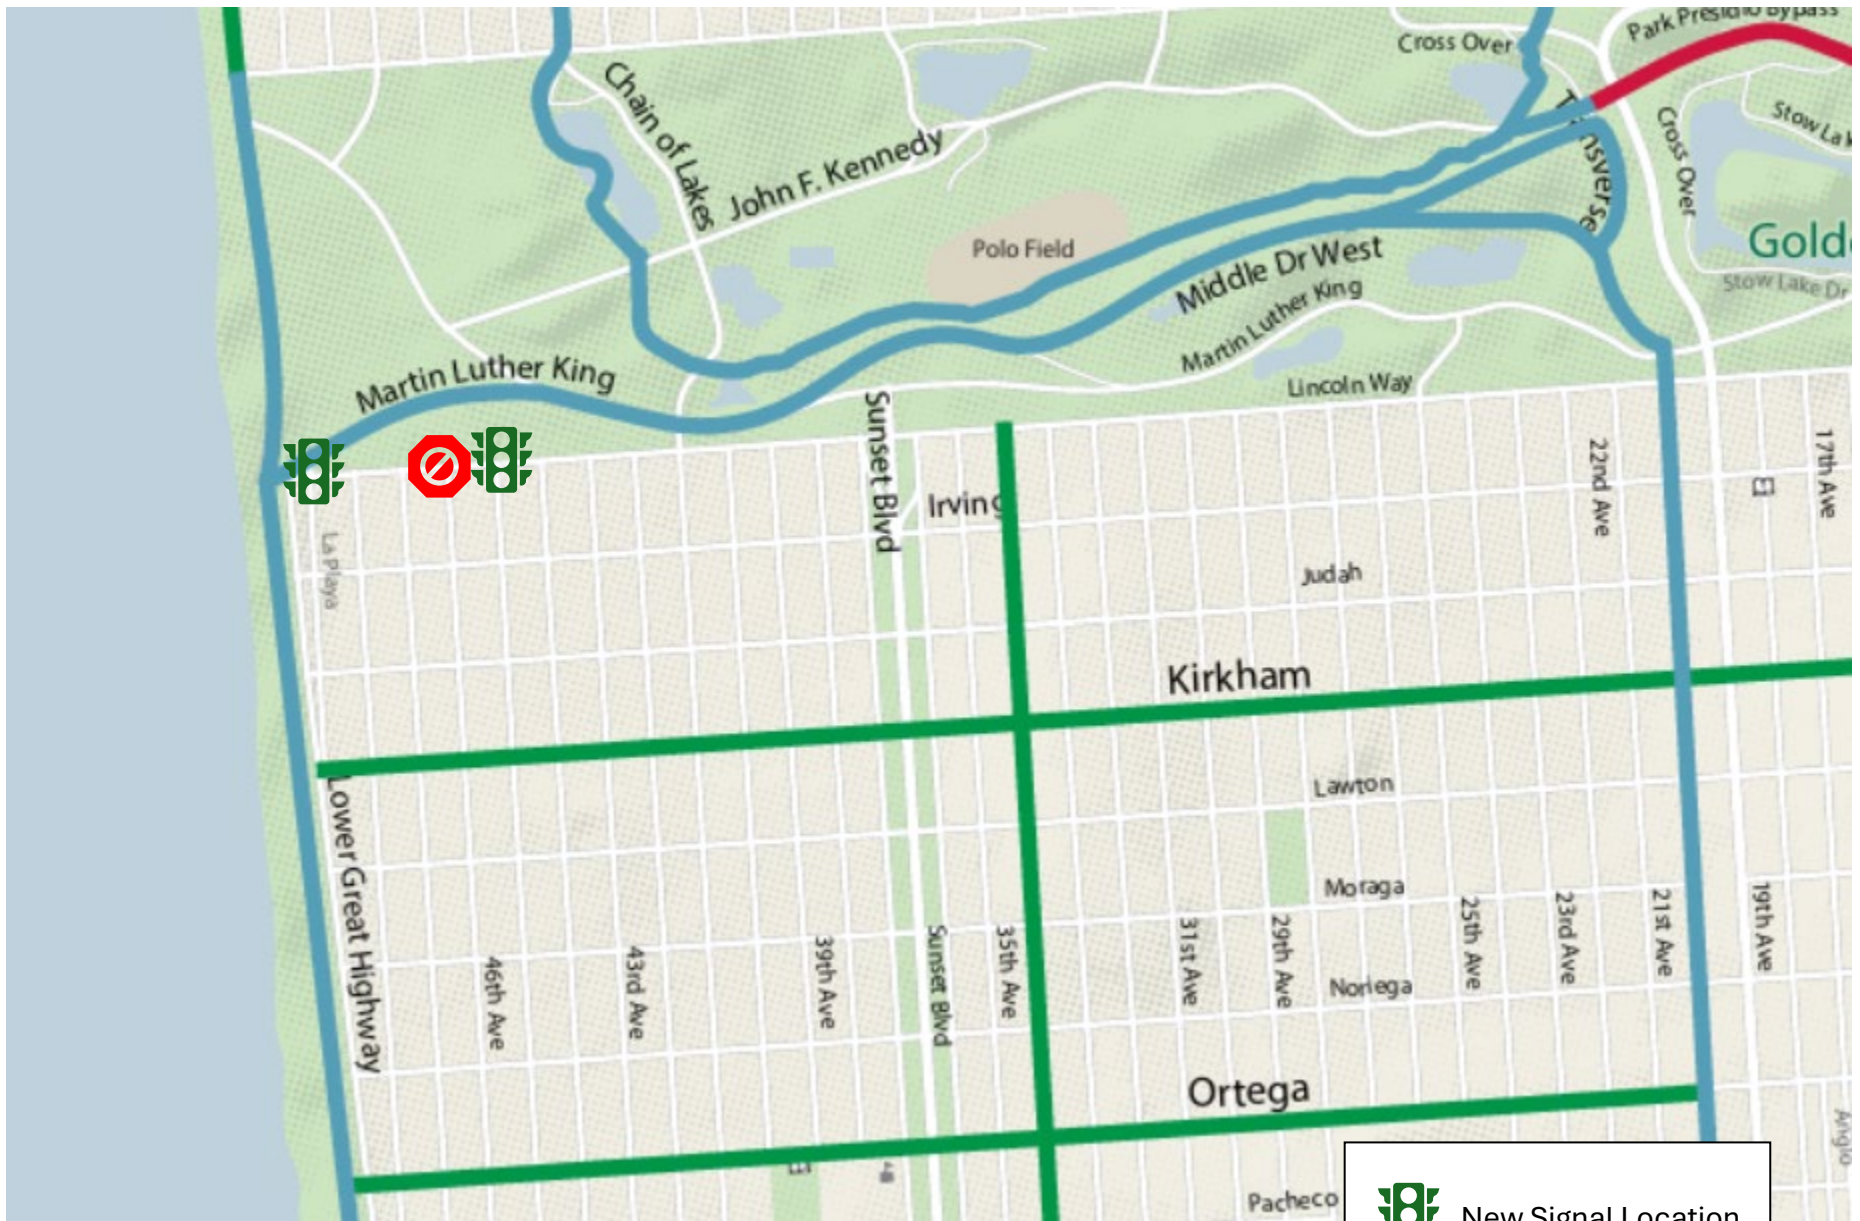 Park Presidio Bypass
Cross Over
Chain of Lakes
Transverse
Cross Over
Stow La
John F. Kennedy
Polo Field
Golde
Middle Dr West
Stow Lake Dr
Martin Luther King
Martin Luther King
Lincoln Way
Sunset Blvd
22nd Ave
17th Ave
Irving
La Playa
Judah
Kirkham
Lower Great Highway
Lawton
Moraga
46th Ave
43rd Ave
39th Ave
Sunset Blvd
35th Ave
31st Ave
29th Ave
25th Ave
23rd Ave
21st Ave
19th Ave
Noriega
Ortega
Anglo
Pacheco
New Signal Location